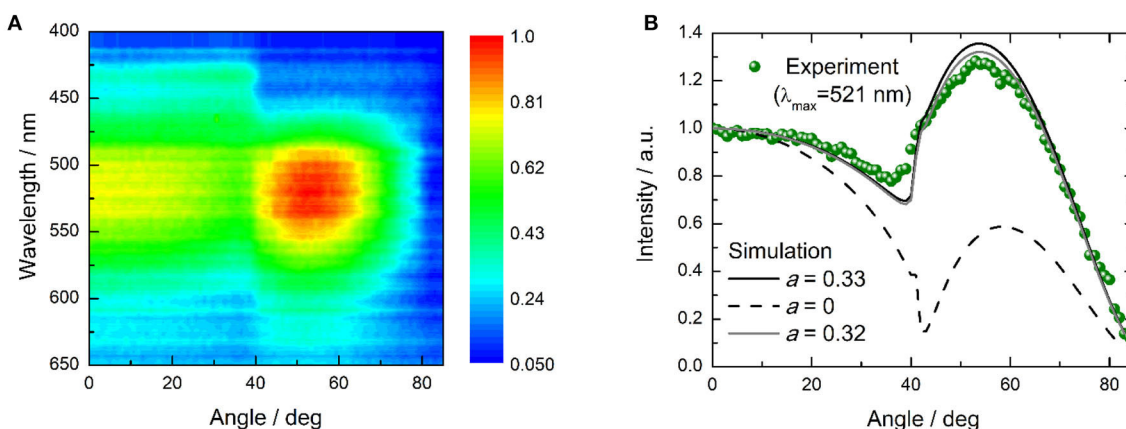 A
Wavelength / nm
400
450
500
550
600
650
0 20 40 60 80
Angle / deg
1.0
0.81
0.62
0.43
0.24
0.050
B
Intensity / a.u.
1.4
1.2
1.0
0.8
0.6
0.4
0.2
0.0
Experiment
(λmax=521 nm)
Simulation
a = 0.33
a = 0
a = 0.32
0 20 40 60 80
Angle / deg